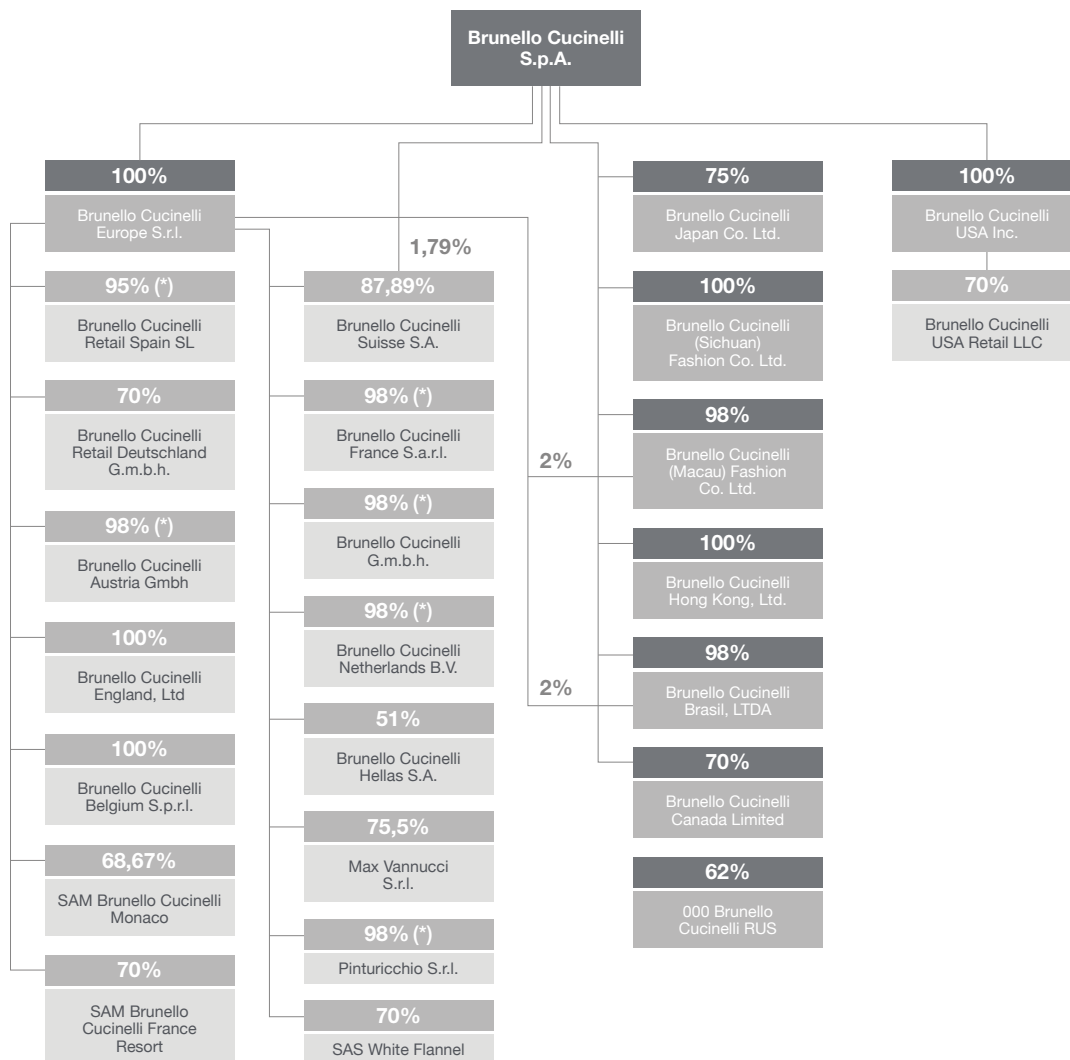 Brunello Cucinelli
S.p.A.
100%
Brunello Cucinelli
Europe S.r.l.
95% (*)
Brunello Cucinelli
Retail Spain SL
70%
Brunello Cucinelli
Retail Deutschland
G.m.b.h.
98% (*)
Brunello Cucinelli
Austria Gmbh
100%
Brunello Cucinelli
England, Ltd
100%
Brunello Cucinelli
Belgium S.p.r.l.
68,67%
SAM Brunello Cucinelli
Monaco
70%
SAM Brunello
Cucinelli France
Resort
1,79%
87,89%
Brunello Cucinelli
Suisse S.A.
98% (*)
Brunello Cucinelli
France S.a.r.l.
98% (*)
Brunello Cucinelli
G.m.b.h.
98% (*)
Brunello Cucinelli
Netherlands B.V.
51%
Brunello Cucinelli
Hellas S.A.
75,5%
Max Vannucci
S.r.l.
98% (*)
Pinturicchio S.r.l.
70%
SAS White Flannel
2%
2%
75%
Brunello Cucinelli
Japan Co. Ltd.
100%
Brunello Cucinelli
(Sichuan)
Fashion Co. Ltd.
98%
Brunello Cucinelli
(Macau) Fashion
Co. Ltd.
100%
Brunello Cucinelli
Hong Kong, Ltd.
98%
Brunello Cucinelli
Brasil, LTDA
70%
Brunello Cucinelli
Canada Limited
62%
000 Brunello
Cucinelli RUS
100%
Brunello Cucinelli
USA Inc.
70%
Brunello Cucinelli
USA Retail LLC